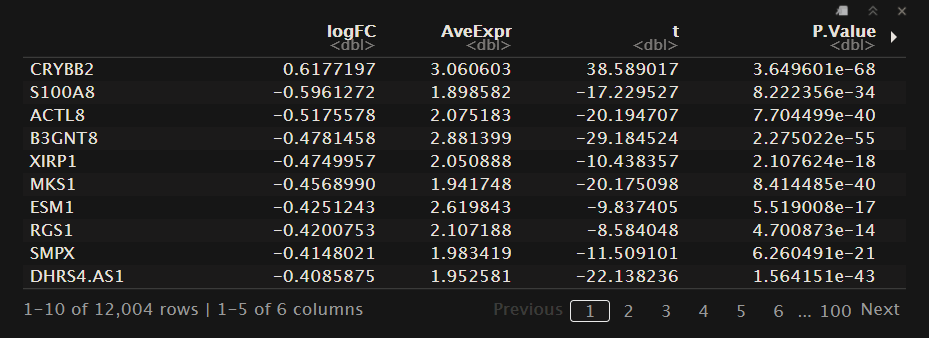 logFC AveExpr t P.Value
<dbl> <dbl> <dbl> <dbl>
CRYBB2 0.6177197 3.060603 38.589017 3.649601e-68
S100A8 -0.5961272 1.898582 -17.229527 8.222356e-34
ACTL8 -0.5175578 2.075183 -20.194707 7.704499e-40
B3GNT8 -0.4781458 2.881399 -29.184524 2.275022e-55
XIRP1 -0.4749957 2.050888 -10.438357 2.107624e-18
MKS1 -0.4568990 1.941748 -20.175098 8.414485e-40
ESM1 -0.4251243 2.619843 -9.837405 5.519008e-17
RGS1 -0.4200753 2.107188 -8.584048 4.700873e-14
SMPX -0.4148021 1.983419 -11.509101 6.260491e-21
DHRS4.AS1 -0.4085875 1.952581 -22.138236 1.564151e-43
1-10 of 12,004 rows | 1-5 of 6 columns Previous 1 2 3 4 5 6 ... 100 Next